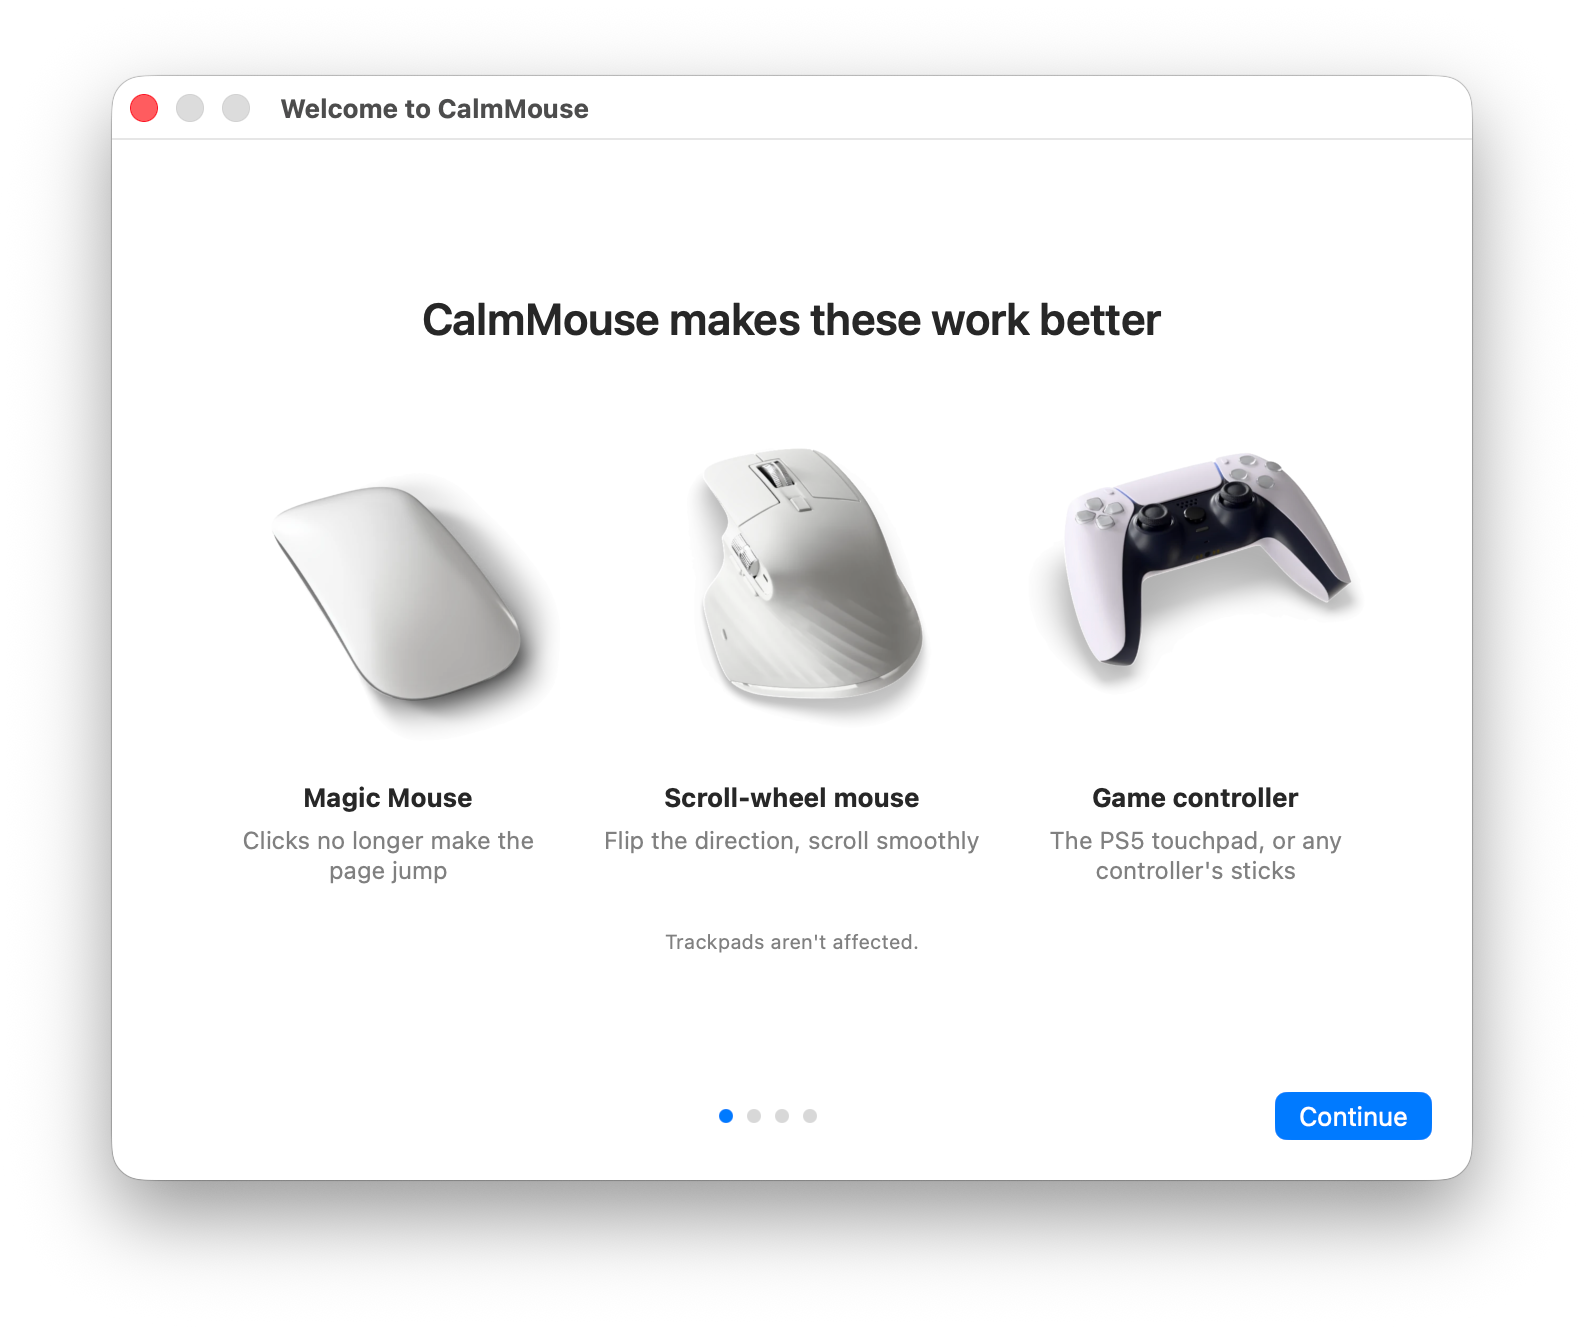 Welcome to CalmMouse
CalmMouse makes these work better
Magic Mouse
Clicks no longer make the
page jump
Scroll-wheel mouse
Flip the direction, scroll smoothly
Game controller
The PS5 touchpad, or any
controller's sticks
Trackpads aren't affected.
Continue